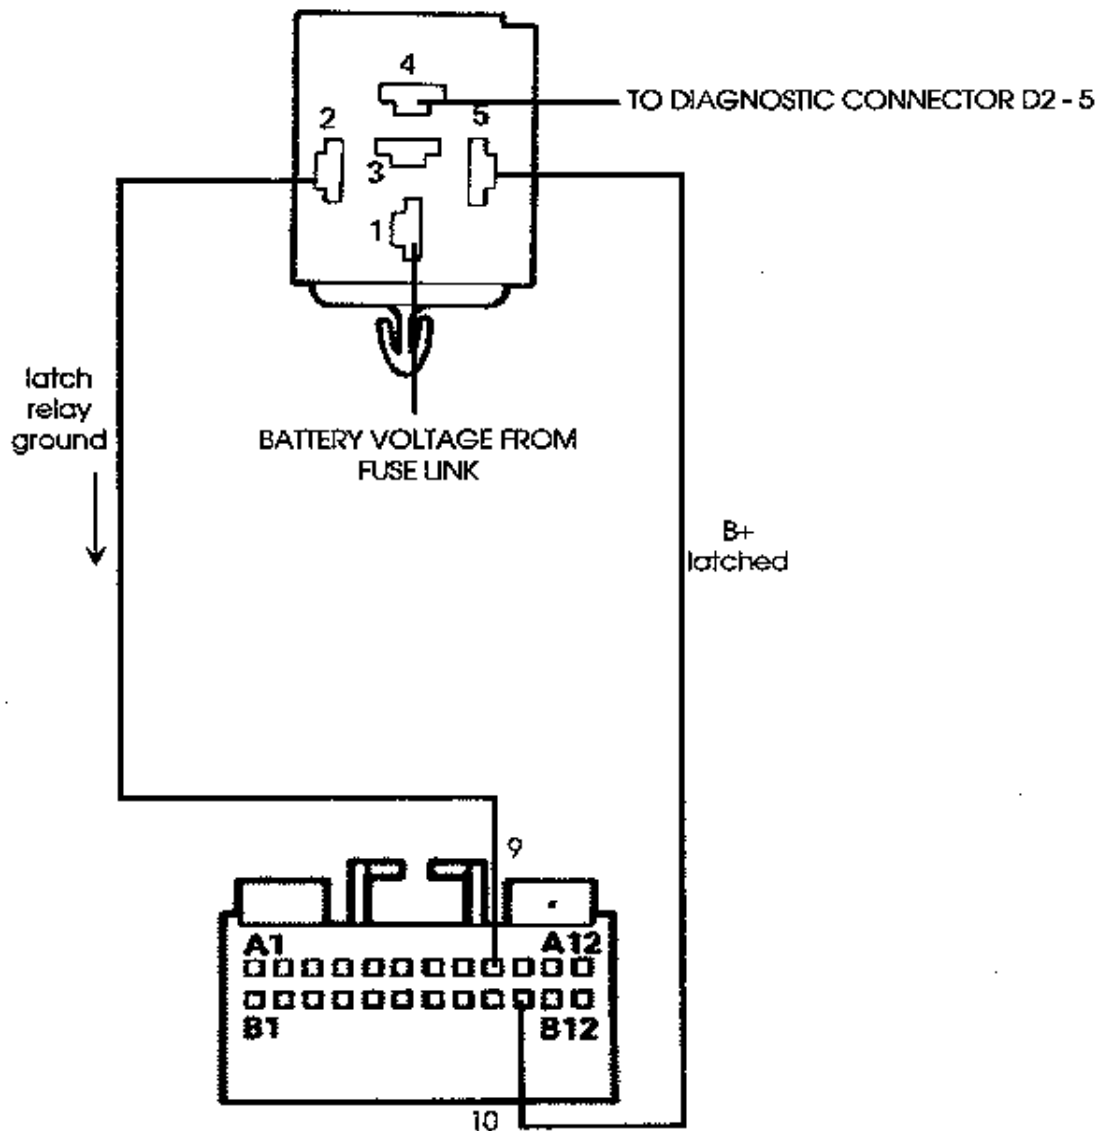 4
TO DIAGNOSTIC CONNECTOR D2 - 5
2
5
3
1
latch
relay
ground
BATTERY VOLTAGE FROM
FUSE LINK
B+
latched
9
A1
A12
B1
B12
10